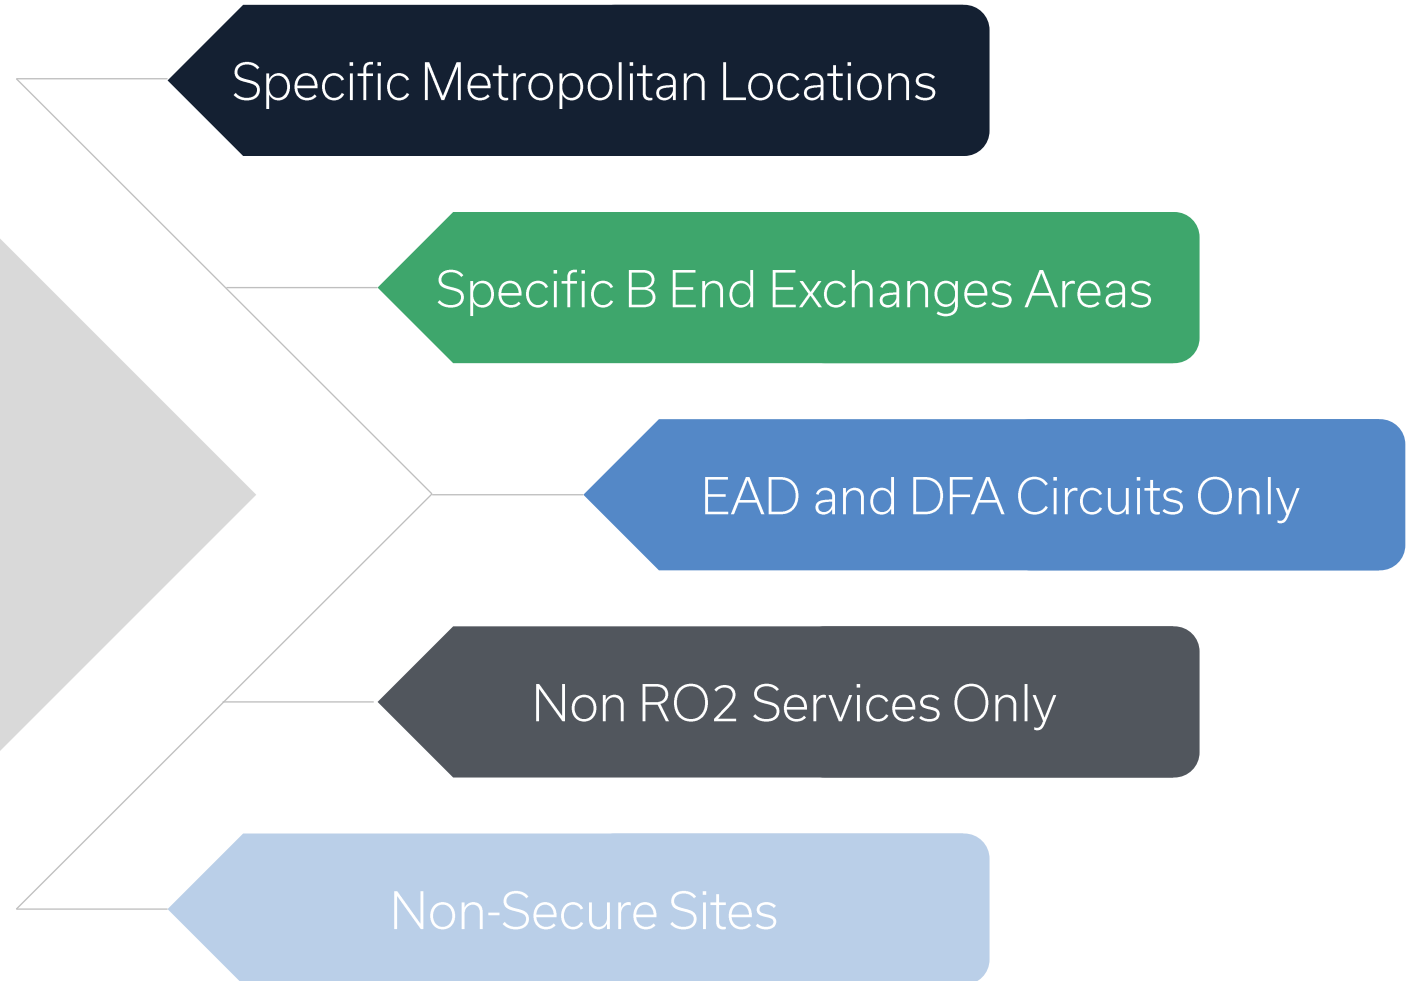 Specific Metropolitan Locations
Specific B End Exchanges Areas
EAD and DFA Circuits Only
Non RO2 Services Only
Non-Secure Sites